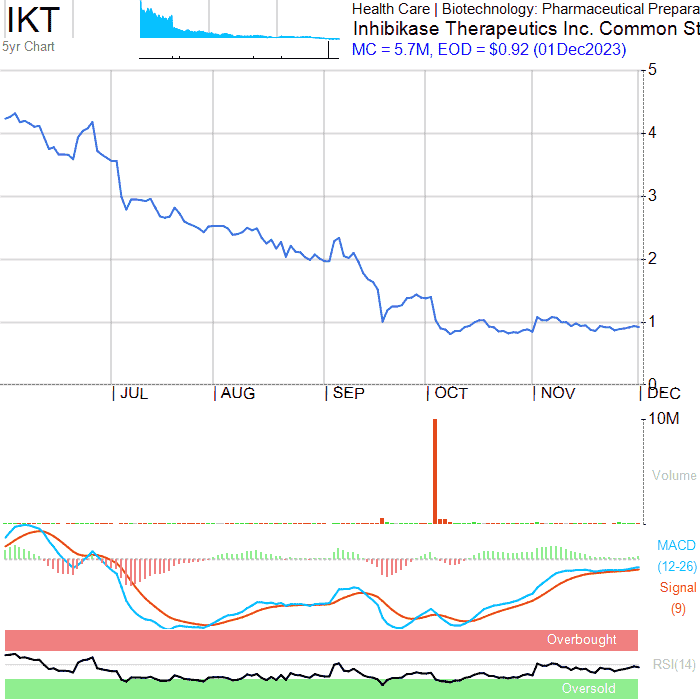 IKT
5yr Chart
Health Care | Biotechnology: Pharmaceutical Prepara
Inhibikase Therapeutics Inc. Common St
MC = 5.7M, EOD = $0.92 (01Dec2023)
5
4
3
2
1
0
JUL AUG SEP OCT NOV DEC
10M
Volume
MACD
(12-26)
Signal
(9)
Overbought
RSI(14)
Oversold